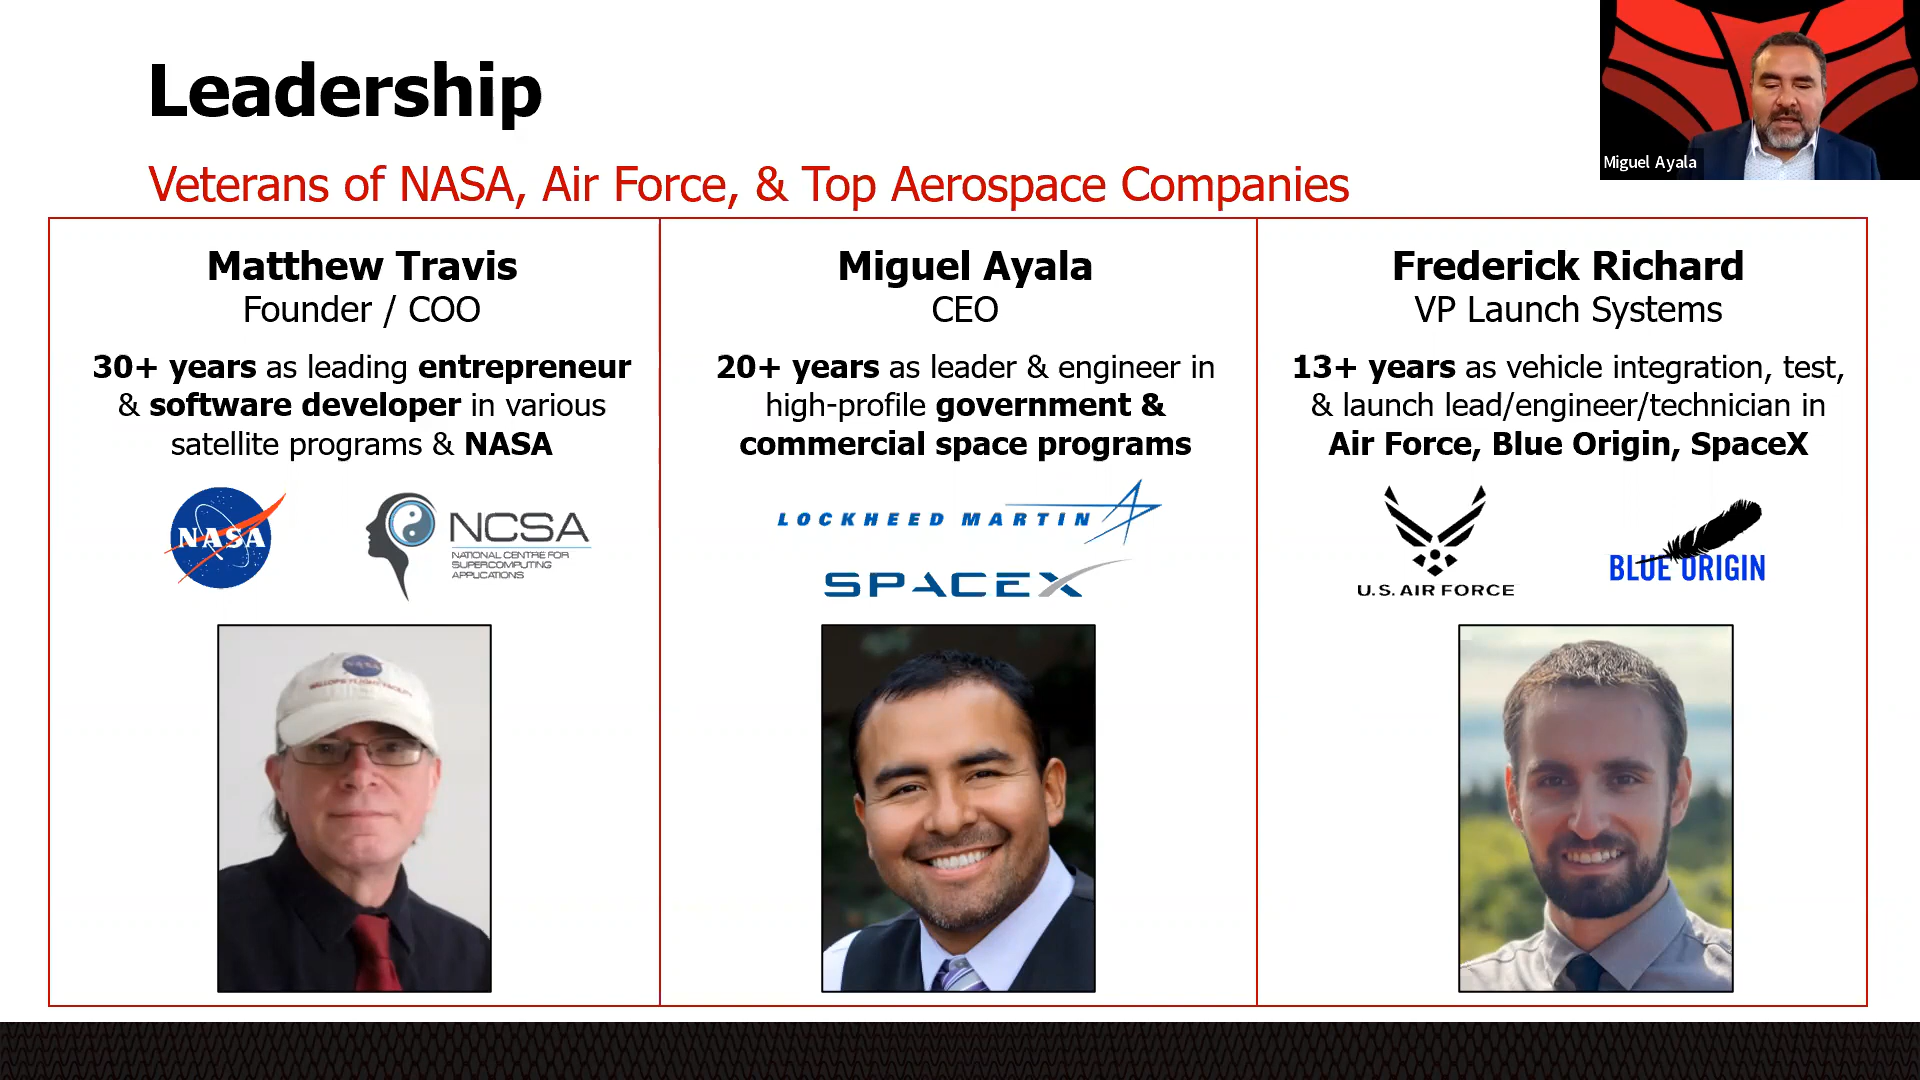 Leadership
Veterans of NASA, Air Force, & Top Aerospace Companies
Miguel Ayala
Matthew Travis
Founder / COO
30+ years as leading entrepreneur
& software developer in various
satellite programs & NASA
NASA
NCSA
NATIONAL CENTRE FOR
SUPERCOMPUTING
APPLICATIONS
NASA
WALLOPS FLIGHT FACILITY
Miguel Ayala
CEO
20+ years as leader & engineer in
high-profile government &
commercial space programs
LOCKHEED MARTIN
SPACEX
Frederick Richard
VP Launch Systems
13+ years as vehicle integration, test,
& launch lead/engineer/technician in
Air Force, Blue Origin, SpaceX
U.S. AIR FORCE
BLUE ORIGIN